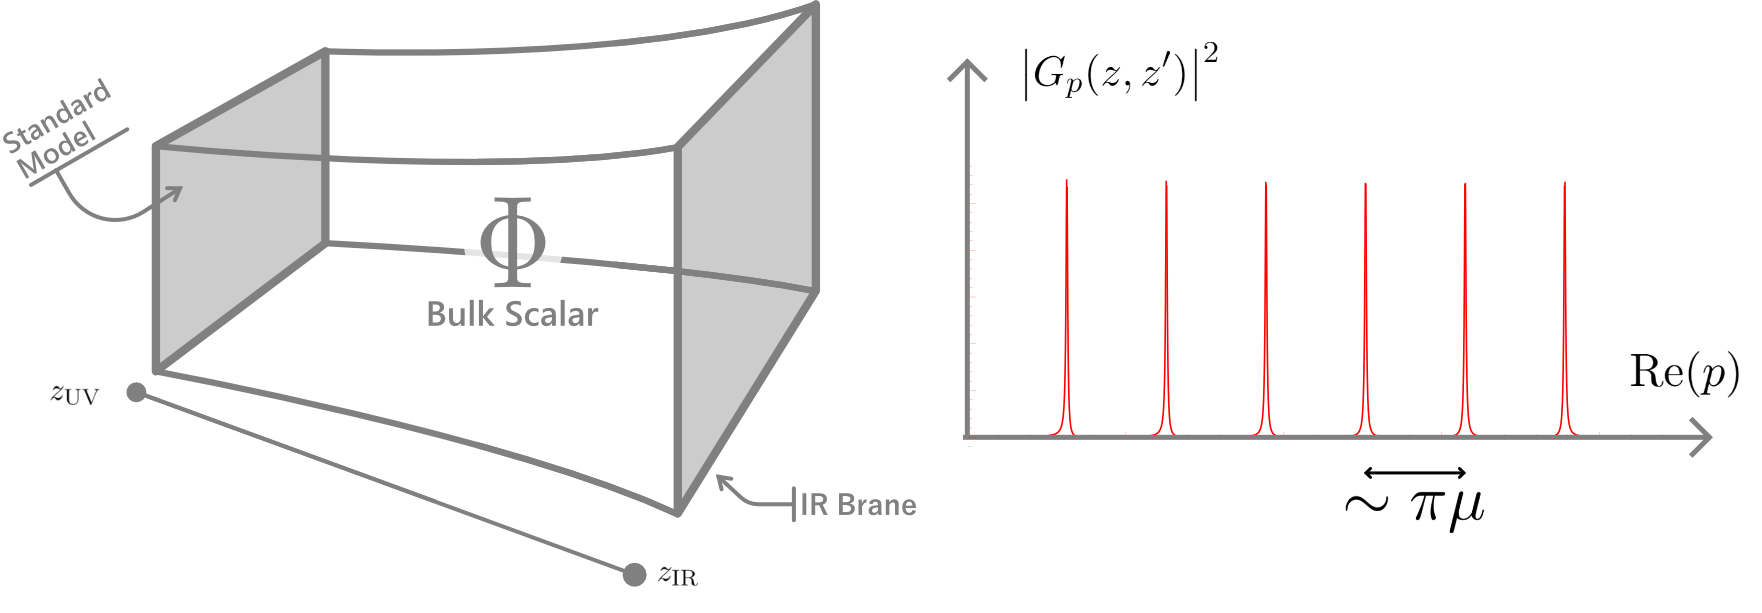 Standard
Model
Φ
Bulk Scalar
z_UV
z_IR
IR Brane
|G_p(z, z′)|²
Re(p)
∼ πμ